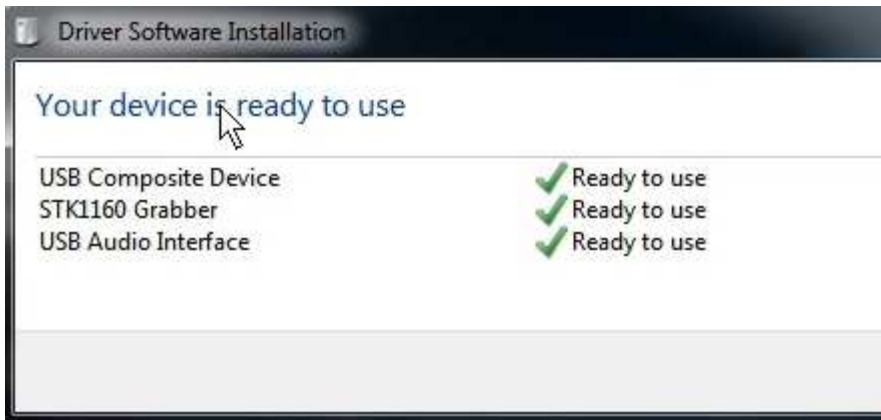 Driver Software Installation
Your device is ready to use
USB Composite Device Ready to use
STK1160 Grabber Ready to use
USB Audio Interface Ready to use